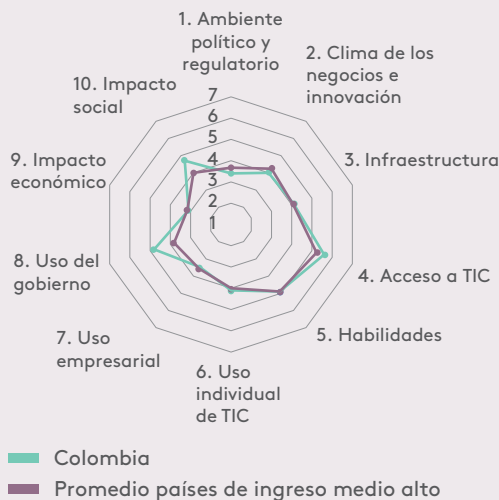 1. Ambiente
político y
regulatorio
2. Clima de los
negocios e
innovación
3. Infraestructura
4. Acceso a TIC
5. Habilidades
6. Uso
individual
de TIC
7. Uso
empresarial
8. Uso del
gobierno
9. Impacto
económico
10. Impacto
social
7
6
5
4
3
2
1
Colombia
Promedio países de ingreso medio alto